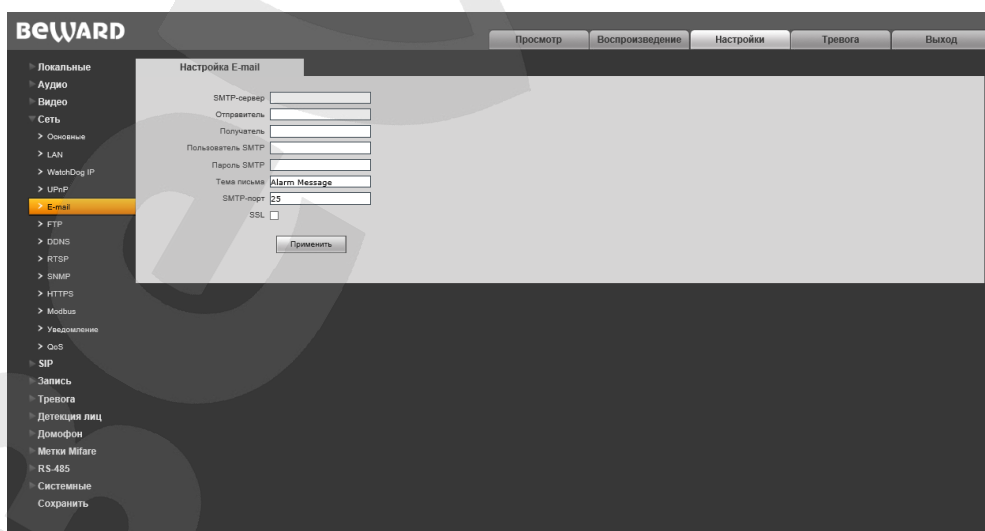 BEWARD
Просмотр
Воспроизведение
Настройки
Тревога
Выход
Локальные
Аудио
Видео
Сеть
Основные
LAN
WatchDog IP
UPnP
E-mail
FTP
DDNS
RTSP
SNMP
HTTPS
Modbus
Уведомление
QoS
SIP
Запись
Тревога
Детекция лиц
Домофон
Метки Mifare
RS-485
Системные
Сохранить
Настройка E-mail
SMTP-сервер
Отправитель
Получатель
Пользователь SMTP
Пароль SMTP
Тема письма Alarm Message
SMTP-порт 25
SSL
Применить